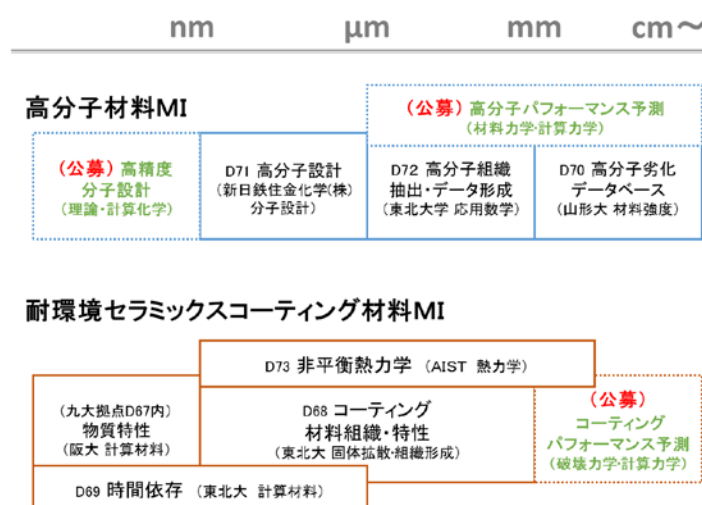 nm μm mm cm～
高分子材料MI
（公募）高分子パフォーマンス予測
（材料力学・計算力学）
（公募）高精度
分子設計
（理論・計算化学）
D71 高分子設計
（新日鉄住金化学(株)
分子設計）
D72 高分子組織
抽出・データ形成
（東北大学 応用数学）
D70 高分子劣化
データベース
（山形大 材料強度）
耐環境セラミックスコーティング材料MI
D73 非平衡熱力学 （AIST 熱力学）
（九大拠点D67内）
物質特性
（阪大 計算材料）
D68 コーティング
材料組織・特性
（東北大 固体拡散・組織形成）
（公募）
コーティング
パフォーマンス予測
（破壊力学・計算力学）
D69 時間依存 （東北大 計算材料）